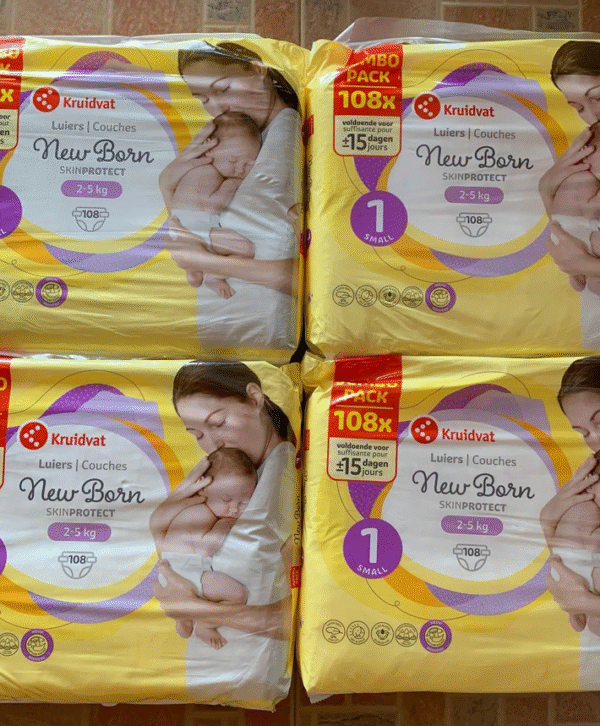 X
Kruidvat
Luiers | Couches
New Born
SKINPROTECT
2-5 kg
108
JUMBO
PACK
108x
voldoende voor
suffisante pour
±15 dagen
jours
Kruidvat
Luiers | Couches
New Born
SKINPROTECT
2-5 kg
108
1
SMALL
Kruidvat
Luiers | Couches
New Born
SKINPROTECT
2-5 kg
108
PACK
108x
voldoende voor
suffisante pour
±15 dagen
jours
Kruidvat
Luiers | Couches
New Born
SKINPROTECT
2-5 kg
108
1
SMALL